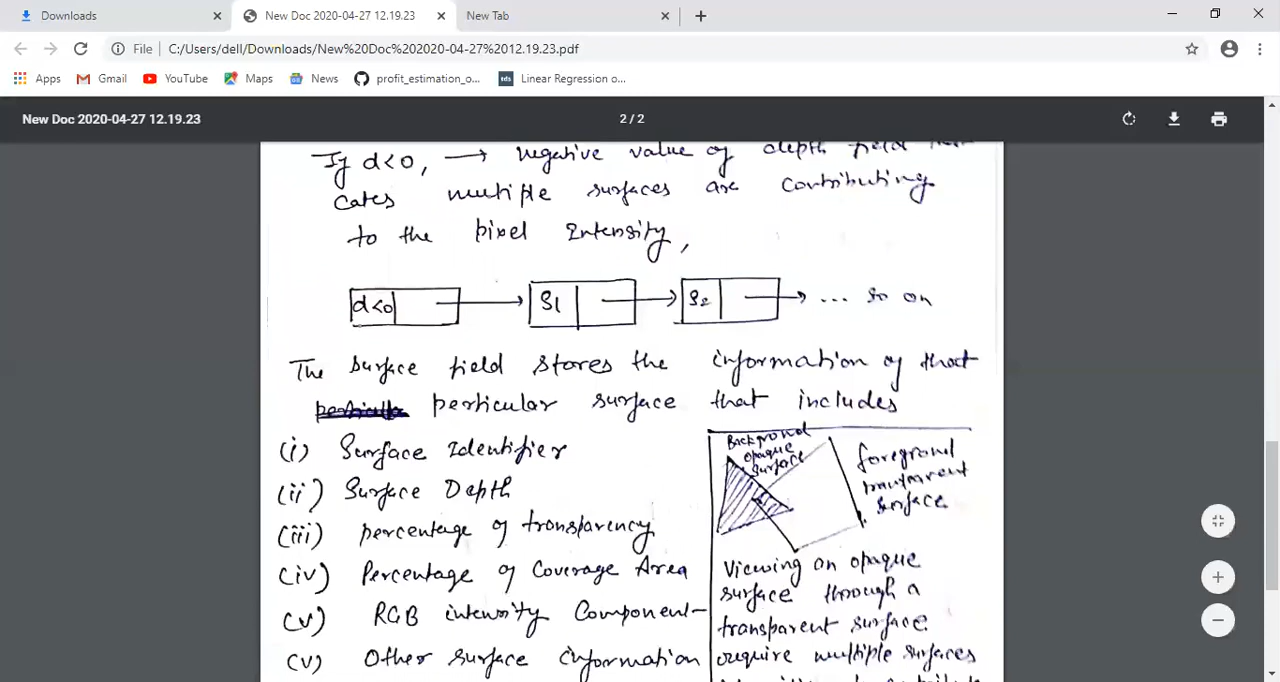 Downloads
New Doc 2020-04-27 12.19.23
New Tab
File
C:/Users/dell/Downloads/New%20Doc%202020-04-27%2012.19.23.pdf
Apps
Gmail
YouTube
Maps
News
profit_estimation_o...
tds
Linear Regression o...
New Doc 2020-04-27 12.19.23
2 / 2
If d<0, → negative value of depth field
cates multiple surfaces are contributing
to the pixel Intensity,
d<0 S1 S2 ... so on
The surface field stores the information of that
perticular surface that includes
(i) Surface Identifier
(ii) Surface Depth
(iii) percentage of transparency
(iv) Percentage of Coverage Area
(v) RGB intensity Component
(v) Other surface information
Background
opaque
surface
foreground
tranparent
surface
Viewing an opaque
surface through a
transparent surface
require multiple surfaces